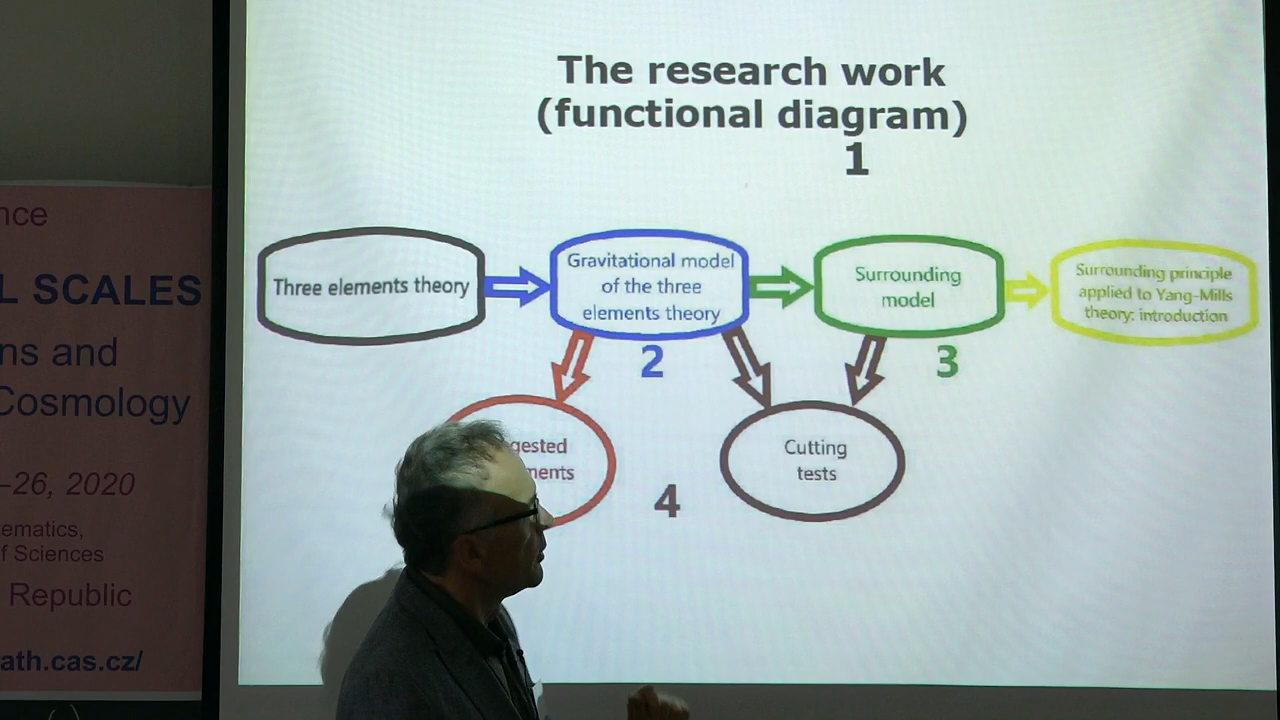 The research work
(functional diagram)
1
Three elements theory
Gravitational model
of the three
elements theory
Surrounding
model
Surrounding principle
applied to Yang-Mills
theory: introduction
2
3
gested
ments
Cutting
tests
4
nce
L SCALES
ns and
Cosmology
–26, 2020
ematics,
f Sciences
Republic
ath.cas.cz/